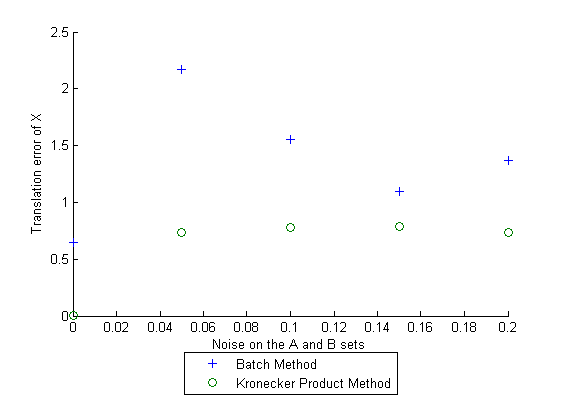 2.5
2
1.5
1
0.5
0
Translation error of X
0 0.02 0.04 0.06 0.08 0.1 0.12 0.14 0.16 0.18 0.2
Noise on the A and B sets
Batch Method
Kronecker Product Method